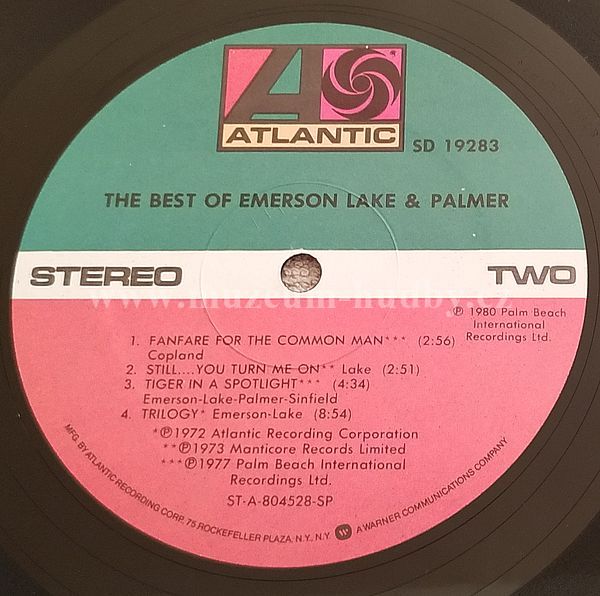 ATLANTIC
SD 19283
THE BEST OF EMERSON LAKE & PALMER
STEREO
TWO
www.muzeum-hudby.cz
℗ 1980 Palm Beach
International
Recordings Ltd.
1. FANFARE FOR THE COMMON MAN*** (2:56)
Copland
2. STILL....YOU TURN ME ON** Lake (2:51)
3. TIGER IN A SPOTLIGHT*** (4:34)
Emerson-Lake-Palmer-Sinfield
4. TRILOGY* Emerson-Lake (8:54)
*℗1972 Atlantic Recording Corporation
**℗1973 Manticore Records Limited
***℗1977 Palm Beach International
Recordings Ltd.
ST-A-804528-SP
MFG. BY ATLANTIC RECORDING CORP. 75 ROCKEFELLER PLAZA. N.Y., N.Y. A WARNER COMMUNICATIONS COMPANY